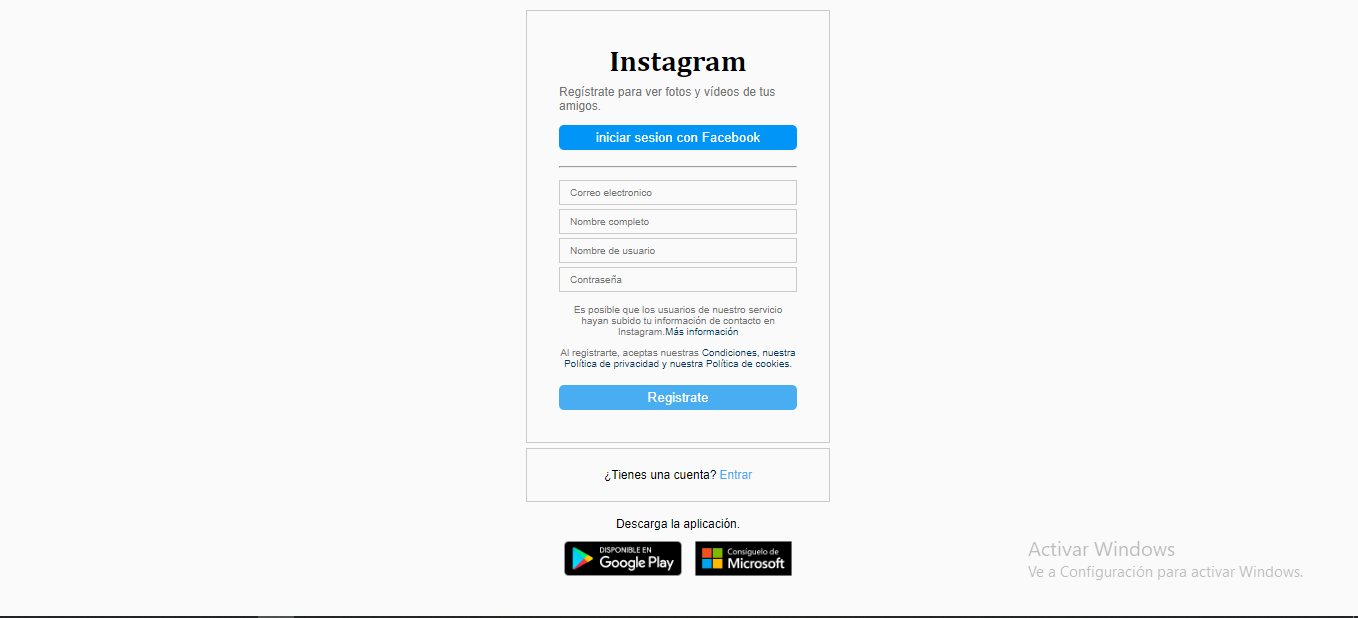 Instagram
Regístrate para ver fotos y vídeos de tus
amigos.
iniciar sesion con Facebook
Correo electronico
Nombre completo
Nombre de usuario
Contraseña
Es posible que los usuarios de nuestro servicio
hayan subido tu información de contacto en
Instagram.Más información
Al registrarte, aceptas nuestras Condiciones, nuestra
Política de privacidad y nuestra Política de cookies.
Registrate
¿Tienes una cuenta? Entrar
Descarga la aplicación.
DISPONIBLE EN
Google Play
Consíguelo de
Microsoft
Activar Windows
Ve a Configuración para activar Windows.